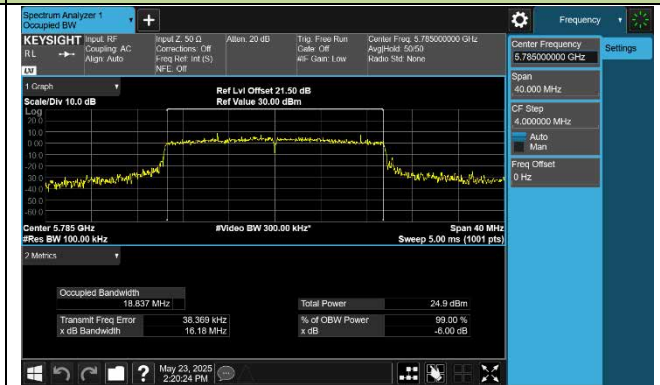 Spectrum Analyzer 1
Occupied BW
+
Frequency
KEYSIGHT
RL
LXI
Input: RF
Coupling: AC
Align: Auto
Input Z: 50 Ω
Corrections: Off
Freq Ref: Int (S)
NFE: Off
Atten: 20 dB
Trig: Free Run
Gate: Off
#IF Gain: Low
Center Freq: 5.785000000 GHz
Avg|Hold: 50/50
Radio Std: None
Center Frequency
5.785000000 GHz
Settings
Span
40.000 MHz
CF Step
4.000000 MHz
Auto
Man
Freq Offset
0 Hz
1 Graph
Scale/Div 10.0 dB
Ref Lvl Offset 21.50 dB
Ref Value 30.00 dBm
Log
20.0
10.0
0.00
-10.0
-20.0
-30.0
-40.0
-50.0
-60.0
Center 5.785 GHz
#Res BW 100.00 kHz
#Video BW 300.00 kHz*
Span 40 MHz
Sweep 5.00 ms (1001 pts)
2 Metrics
Occupied Bandwidth
18.837 MHz
Total Power 24.9 dBm
Transmit Freq Error 38.369 kHz
% of OBW Power 99.00 %
x dB Bandwidth 16.18 MHz
x dB -6.00 dB
?
May 23, 2025
2:20:24 PM